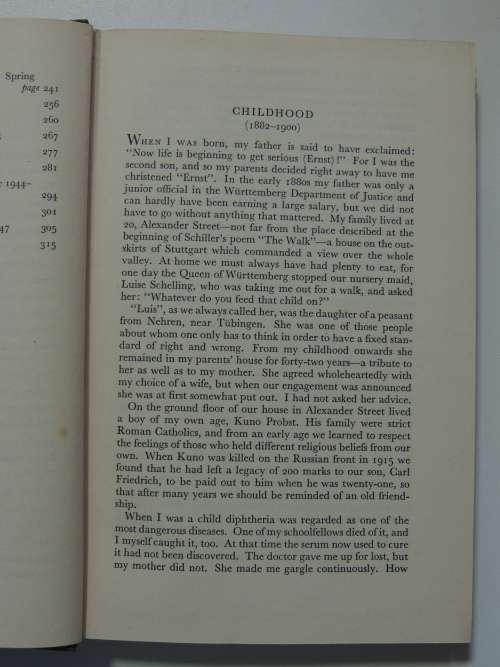 Spring
page 241
256
260
267
277
281
1944–
294
301
47 305
315
CHILDHOOD
(1882–1900)
WHEN I WAS born, my father is said to have exclaimed:
"Now life is beginning to get serious (Ernst)!" For I was the
second son, and so my parents decided right away to have me
christened "Ernst". In the early 1880s my father was only a
junior official in the Württemberg Department of Justice and
can hardly have been earning a large salary, but we did not
have to go without anything that mattered. My family lived at
20, Alexander Street—not far from the place described at the
beginning of Schiller's poem "The Walk"—a house on the out-
skirts of Stuttgart which commanded a view over the whole
valley. At home we must always have had plenty to eat, for
one day the Queen of Württemberg stopped our nursery maid,
Luise Schelling, who was taking me out for a walk, and asked
her: "Whatever do you feed that child on?"
"Luis", as we always called her, was the daughter of a peasant
from Nehren, near Tübingen. She was one of those people
about whom one only has to think in order to have a fixed stan-
dard of right and wrong. From my childhood onwards she
remained in my parents' house for forty-two years—a tribute to
her as well as to my mother. She agreed wholeheartedly with
my choice of a wife, but when our engagement was announced
she was at first somewhat put out. I had not asked her advice.
On the ground floor of our house in Alexander Street lived
a boy of my own age, Kuno Probst. His family were strict
Roman Catholics, and from an early age we learned to respect
the feelings of those who held different religious beliefs from our
own. When Kuno was killed on the Russian front in 1915 we
found that he had left a legacy of 200 marks to our son, Carl
Friedrich, to be paid out to him when he was twenty-one, so
that after many years we should be reminded of an old friend-
ship.
When I was a child diphtheria was regarded as one of the
most dangerous diseases. One of my schoolfellows died of it, and
I myself caught it, too. At that time the serum now used to cure
it had not been discovered. The doctor gave me up for lost, but
my mother did not. She made me gargle continuously. How